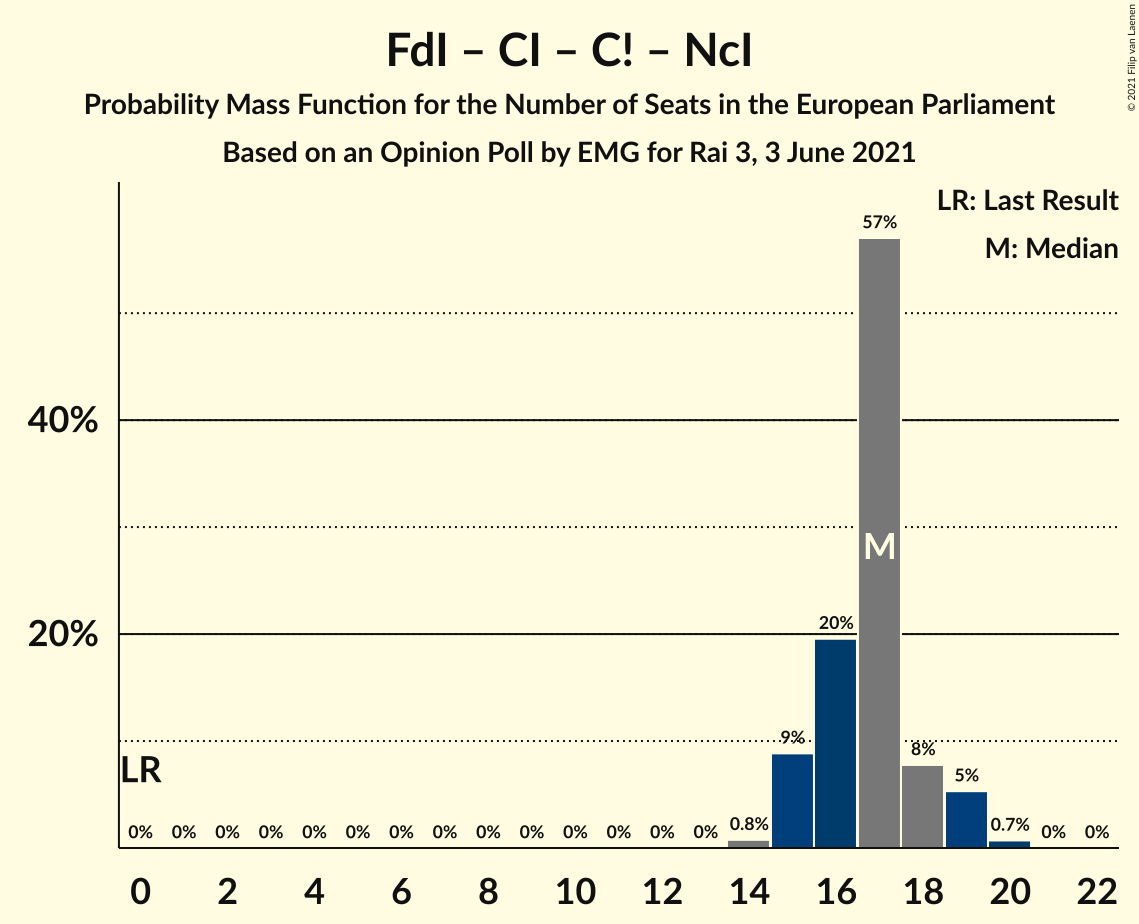 FdI – CI – C! – NcI
Probability Mass Function for the Number of Seats in the European Parliament
Based on an Opinion Poll by EMG for Rai 3, 3 June 2021
© 2021 Filip van Laenen
LR: Last Result
M: Median
57%
40%
M
20%
20%
9%
8%
LR
5%
0% 0% 0% 0% 0% 0% 0% 0% 0% 0% 0% 0% 0% 0% 0.8% 0.7% 0% 0%
0 2 4 6 8 10 12 14 16 18 20 22